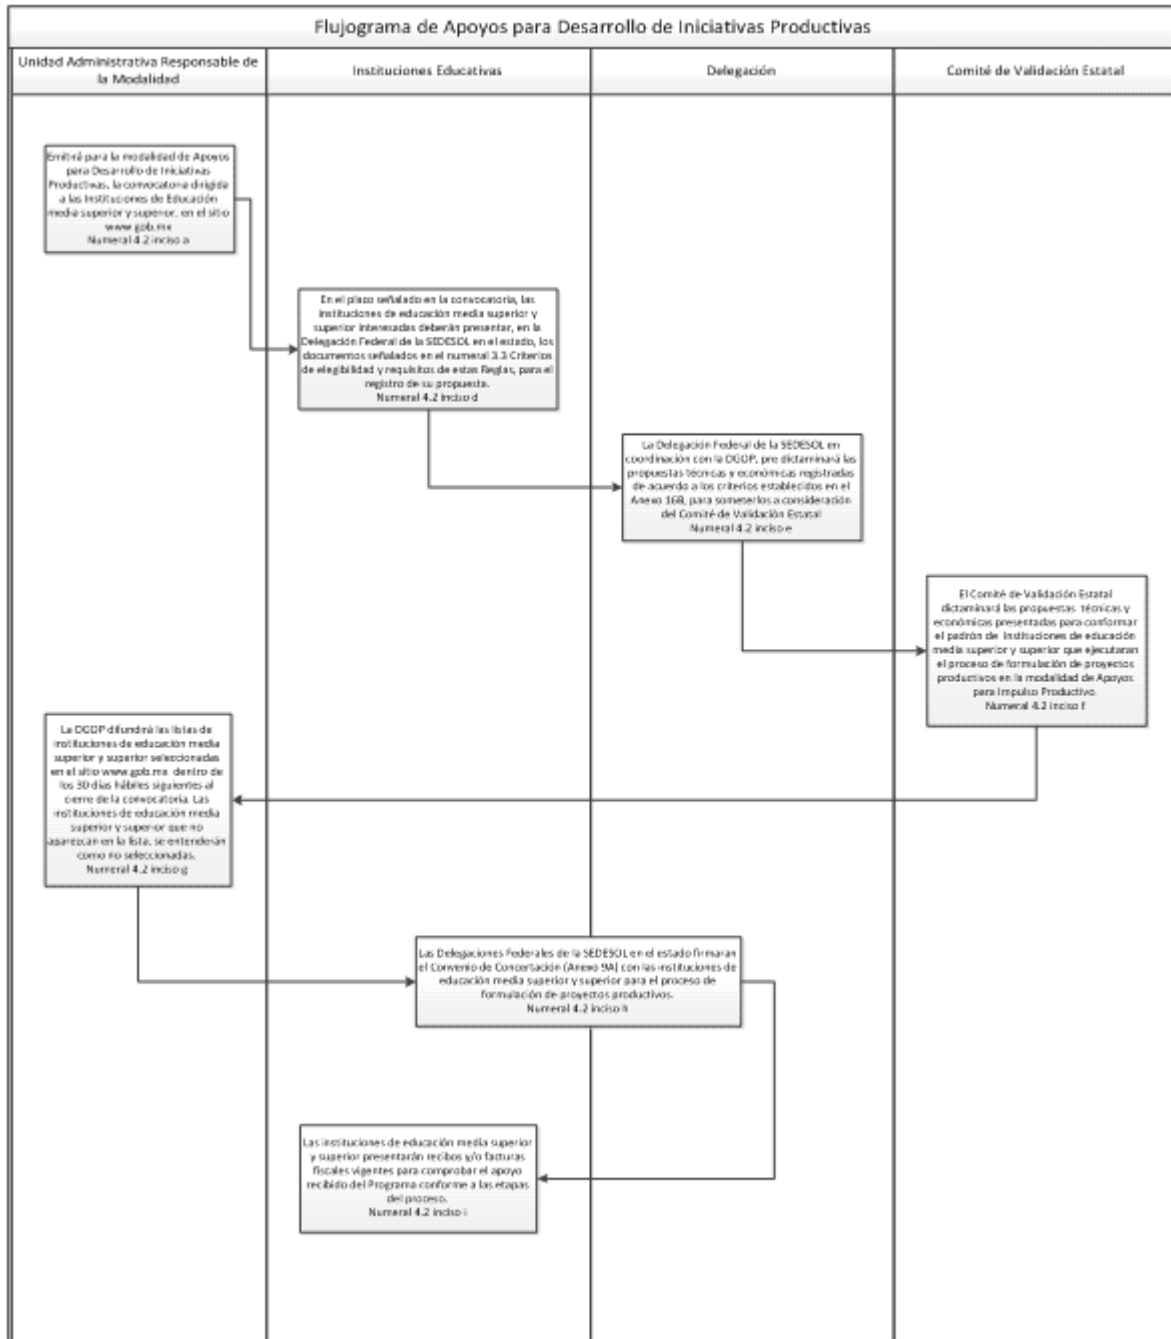 Flujograma de Apoyos para Desarrollo de Iniciativas Productivas
Unidad Administrativa Responsable de
la Modalidad
Instituciones Educativas
Delegación
Comité de Validación Estatal
Emitirá para la modalidad de Apoyos
para Desarrollo de Iniciativas
Productivas, la convocatoria dirigida
a las Instituciones de Educación
media superior y superior, en el sitio
www.gob.mx
Numeral 4.2 inciso a
En el plazo señalado en la convocatoria, las
instituciones de educación media superior y
superior interesadas deberán presentar, en la
Delegación Federal de la SEDESOL en el estado, los
documentos señalados en el numeral 3.3 Criterios
de elegibilidad y requisitos de estas Reglas, para el
registro de su propuesta.
Numeral 4.2 inciso d
La Delegación Federal de la SEDESOL en
coordinación con la DGOP, pre dictaminará las
propuestas técnicas y económicas registradas
de acuerdo a los criterios establecidos en el
Anexo 16B, para someterlos a consideración
del Comité de Validación Estatal
Numeral 4.2 inciso e
El Comité de Validación Estatal
dictaminará las propuestas técnicas y
económicas presentadas para conformar
el padrón de instituciones de educación
media superior y superior que ejecutaran
el proceso de formulación de proyectos
productivos en la modalidad de Apoyos
para Impulso Productivo.
Numeral 4.2 inciso f
La DGOP difundirá las listas de
instituciones de educación media
superior y superior seleccionadas
en el sitio www.gob.mx dentro de
los 30 días hábiles siguientes al
cierre de la convocatoria. Las
instituciones de educación media
superior y superior que no
aparezcan en la lista, se entenderán
como no seleccionadas.
Numeral 4.2 inciso g
Las Delegaciones Federales de la SEDESOL en el estado firmaran
el Convenio de Concertación (Anexo 9A) con las instituciones de
educación media superior y superior para el proceso de
formulación de proyectos productivos.
Numeral 4.2 inciso h
Las instituciones de educación media superior
y superior presentarán recibos y/o facturas
fiscales vigentes para comprobar el apoyo
recibido del Programa conforme a las etapas
del proceso.
Numeral 4.2 inciso i